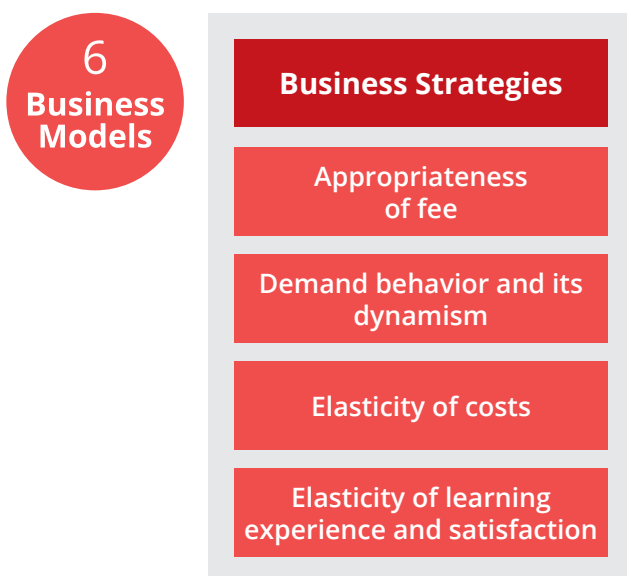 6
Business
Models
Business Strategies
Appropriateness
of fee
Demand behavior and its
dynamism
Elasticity of costs
Elasticity of learning
experience and satisfaction